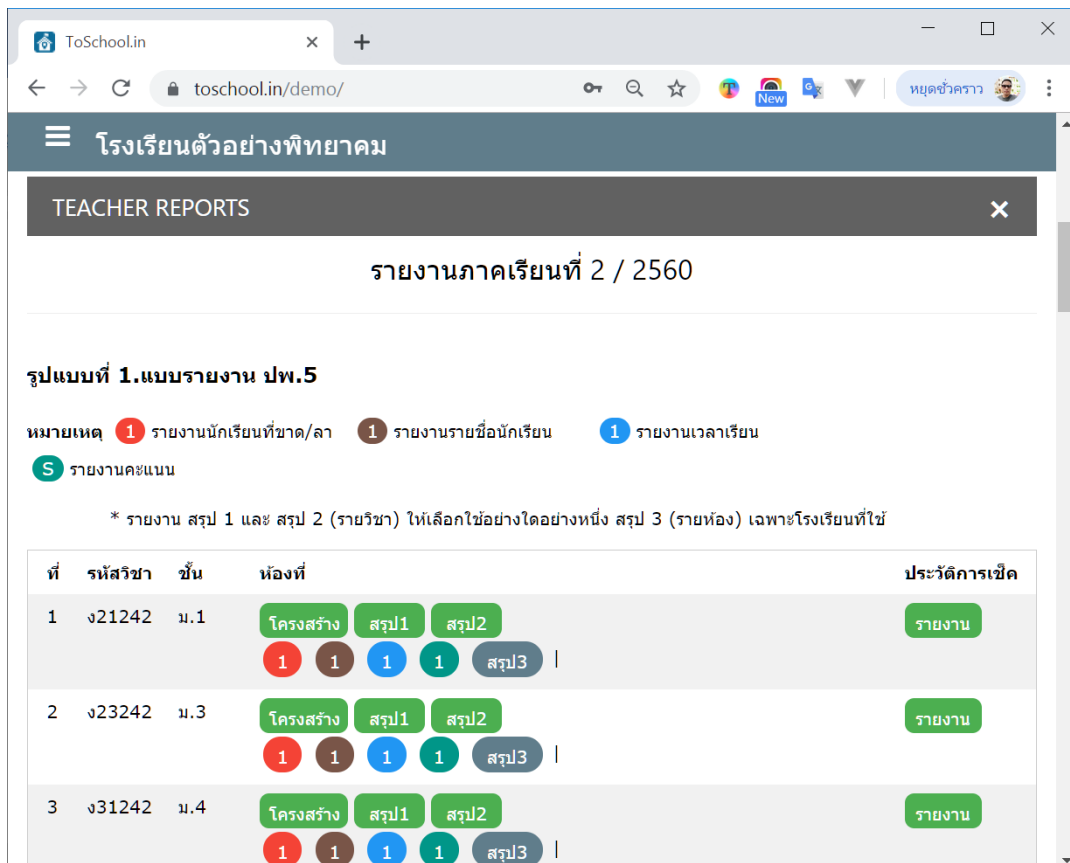 ToSchool.in
toschool.in/demo/
New
หยุดชั่วคราว
โรงเรียนตัวอย่างพิทยาคม
TEACHER REPORTS
รายงานภาคเรียนที่ 2 / 2560
รูปแบบที่ 1.แบบรายงาน ปพ.5
หมายเหตุ 1 รายงานนักเรียนที่ขาด/ลา 1 รายงานรายชื่อนักเรียน 1 รายงานเวลาเรียน
S รายงานคะแนน
* รายงาน สรุป 1 และ สรุป 2 (รายวิชา) ให้เลือกใช้อย่างใดอย่างหนึ่ง สรุป 3 (รายห้อง) เฉพาะโรงเรียนที่ใช้
ที่ รหัสวิชา ชั้น ห้องที่ ประวัติการเช็ค
1 ง21242 ม.1 โครงสร้าง สรุป1 สรุป2 รายงาน
1 1 1 1 สรุป3 |
2 ง23242 ม.3 โครงสร้าง สรุป1 สรุป2 รายงาน
1 1 1 1 สรุป3 |
3 ง31242 ม.4 โครงสร้าง สรุป1 สรุป2 รายงาน
1 1 1 1 สรุป3 |